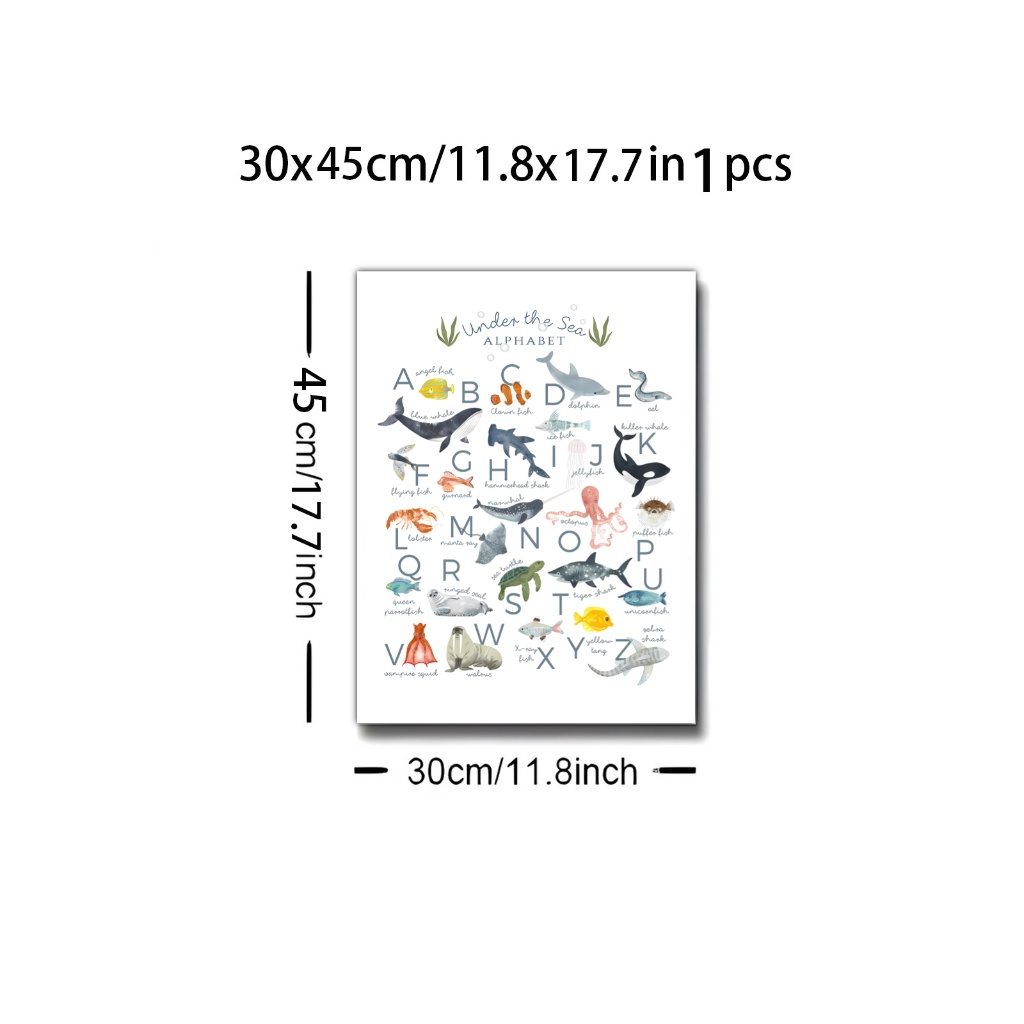 30x45cm/11.8x17.7in 1 pcs
Under the Sea
ALPHABET
A angel fish
B blue whale
C clown fish
D dolphin
E eel
F flying fish
G gurnard
H hammerhead shark
I ice fish
J jellyfish
K killer whale
L lobster
M manta ray
N narwhal
O octopus
P puffer fish
Q queen
parrotfish
R ringed seal
S sea turtle
T tiger shark
U unicornfish
V vampire squid
W walrus
X X-ray
fish
Y yellow
tang
Z zebra
shark
45 cm/17.7inch
30cm/11.8inch